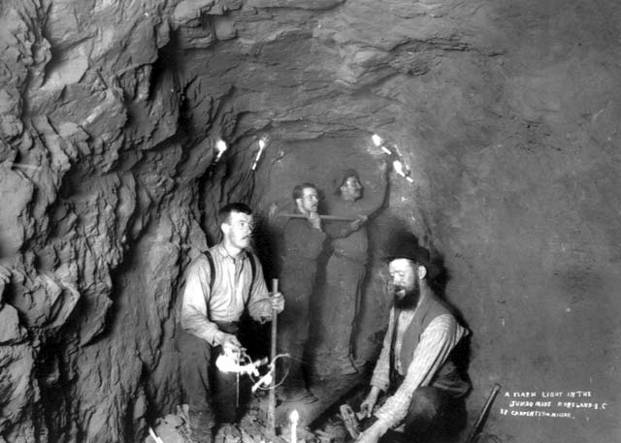 A FLASH LIGHT IN THE
JUMBO MINE ROSSLAND B.C
BY CARPENTER &